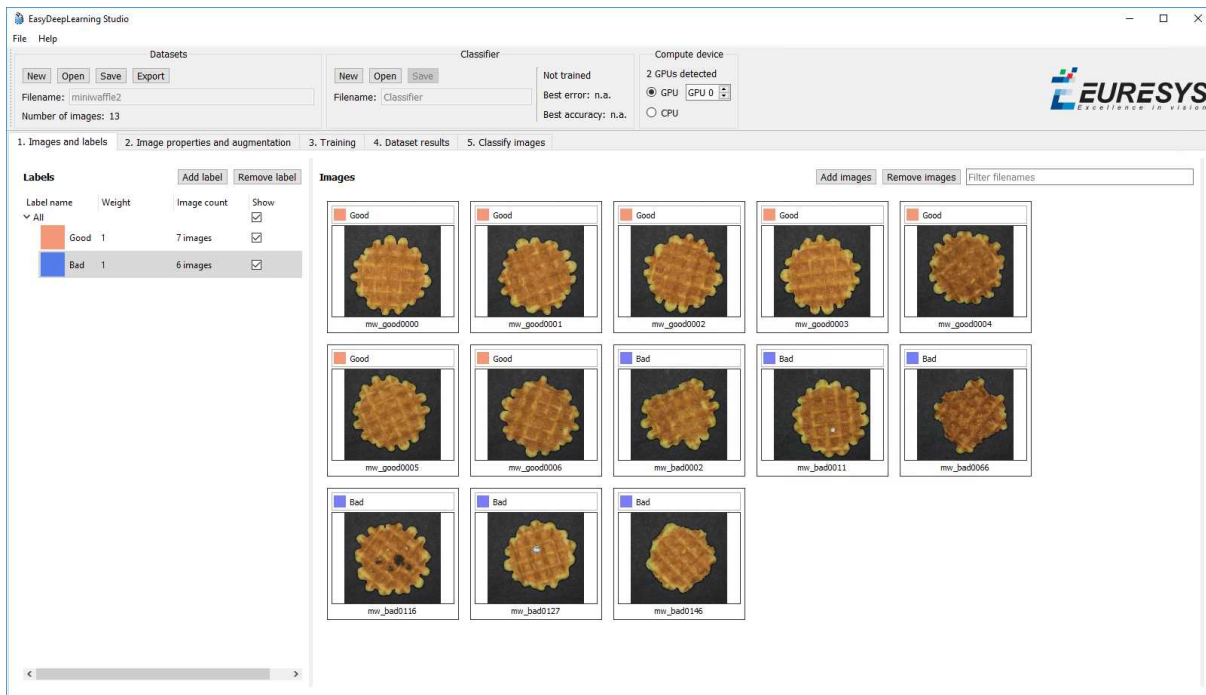 EasyDeepLearning Studio
File Help
Datasets
New Open Save Export
Filename: miniwaffle2
Number of images: 13
Classifier
New Open Save
Filename: Classifier
Not trained
Best error: n.a.
Best accuracy: n.a.
Compute device
2 GPUs detected
GPU GPU 0
CPU
EURESYS
Excellence in vision
1. Images and labels 2. Image properties and augmentation 3. Training 4. Dataset results 5. Classify images
Labels Add label Remove label
Label name Weight Image count Show
All
Good 1 7 images
Bad 1 6 images
Images Add images Remove images Filter filenames
Good Good Good Good Good
mw_good0000 mw_good0001 mw_good0002 mw_good0003 mw_good0004
Good Good Bad Bad Bad
mw_good0005 mw_good0006 mw_bad0002 mw_bad0011 mw_bad0066
Bad Bad Bad
mw_bad0116 mw_bad0127 mw_bad0146